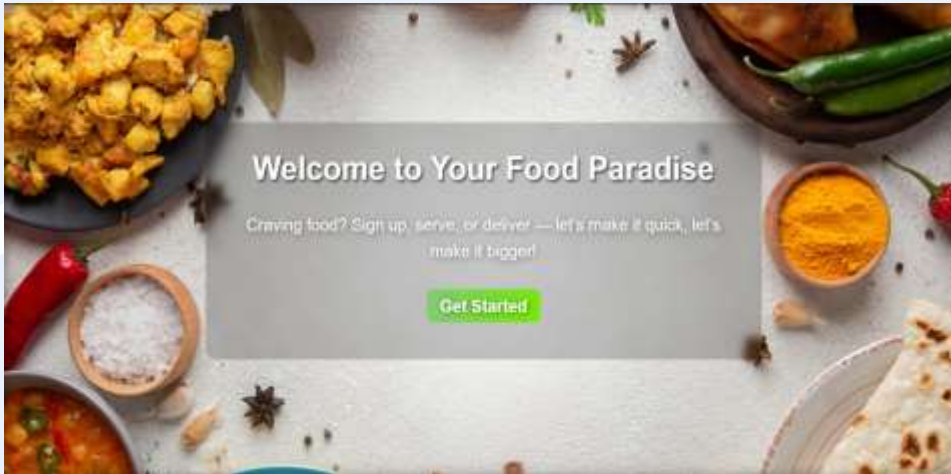 Welcome to Your Food Paradise
Craving food? Sign up, serve, or deliver — let's make it quick, let's
make it bigger!
Get Started